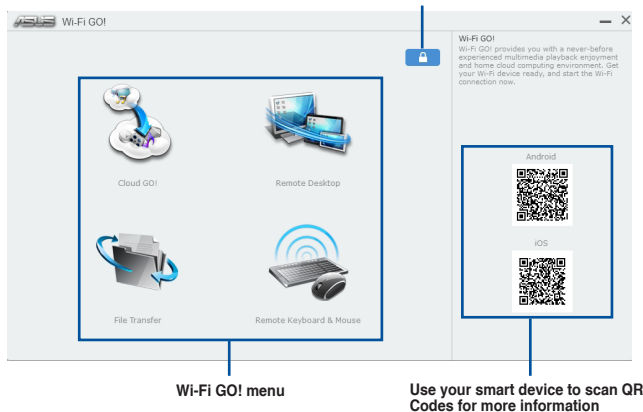 ASUS Wi-Fi GO!
Wi-Fi GO!
Wi-Fi GO! provides you with a never-before
experienced multimedia playback enjoyment
and home cloud computing environment. Get
your Wi-Fi device ready, and start the Wi-Fi
connection now.
Cloud GO!
Remote Desktop
File Transfer
Remote Keyboard & Mouse
Android
iOS
Wi-Fi GO! menu
Use your smart device to scan QR
Codes for more information